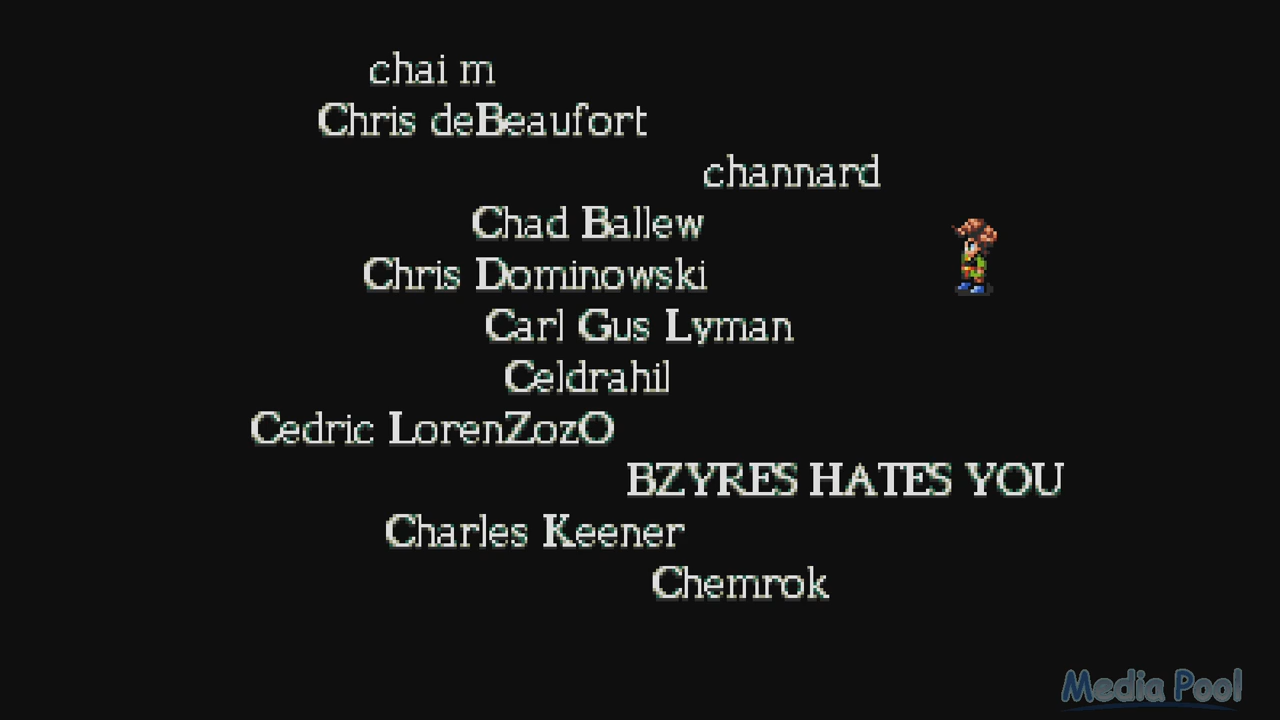 chai m
Chris deBeaufort
channard
Chad Ballew
Chris Dominowski
Carl Gus Lyman
Celdrahil
Cedric LorenZozO
BZYRES HATES YOU
Charles Keener
Chemrok
Media Pool